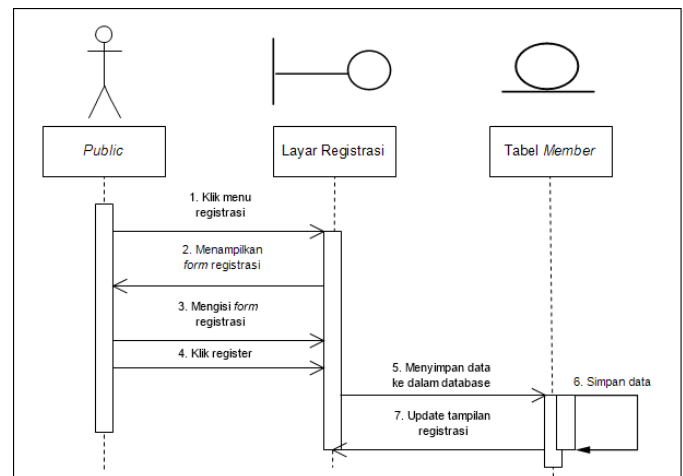 Public
Layar Registrasi
Tabel Member
1. Klik menu
registrasi
2. Menampilkan
form registrasi
3. Mengisi form
registrasi
4. Klik register
5. Menyimpan data
ke dalam database
6. Simpan data
7. Update tampilan
registrasi